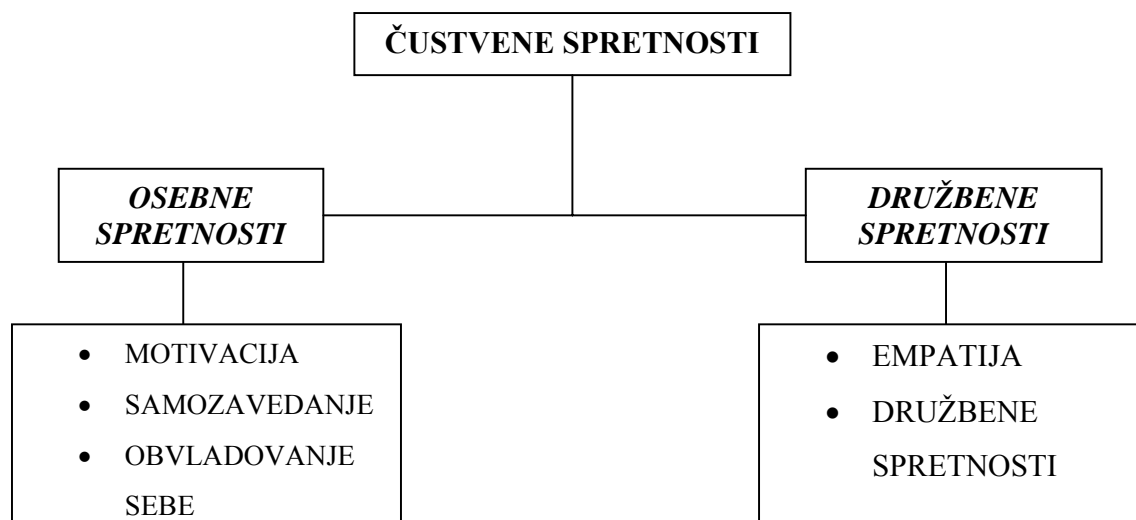 ČUSTVENE SPRETNOSTI
OSEBNE
SPRETNOSTI
DRUŽBENE
SPRETNOSTI
• MOTIVACIJA
• SAMOZAVEDANJE
• OBVLADOVANJE
SEBE
• EMPATIJA
• DRUŽBENE
SPRETNOSTI